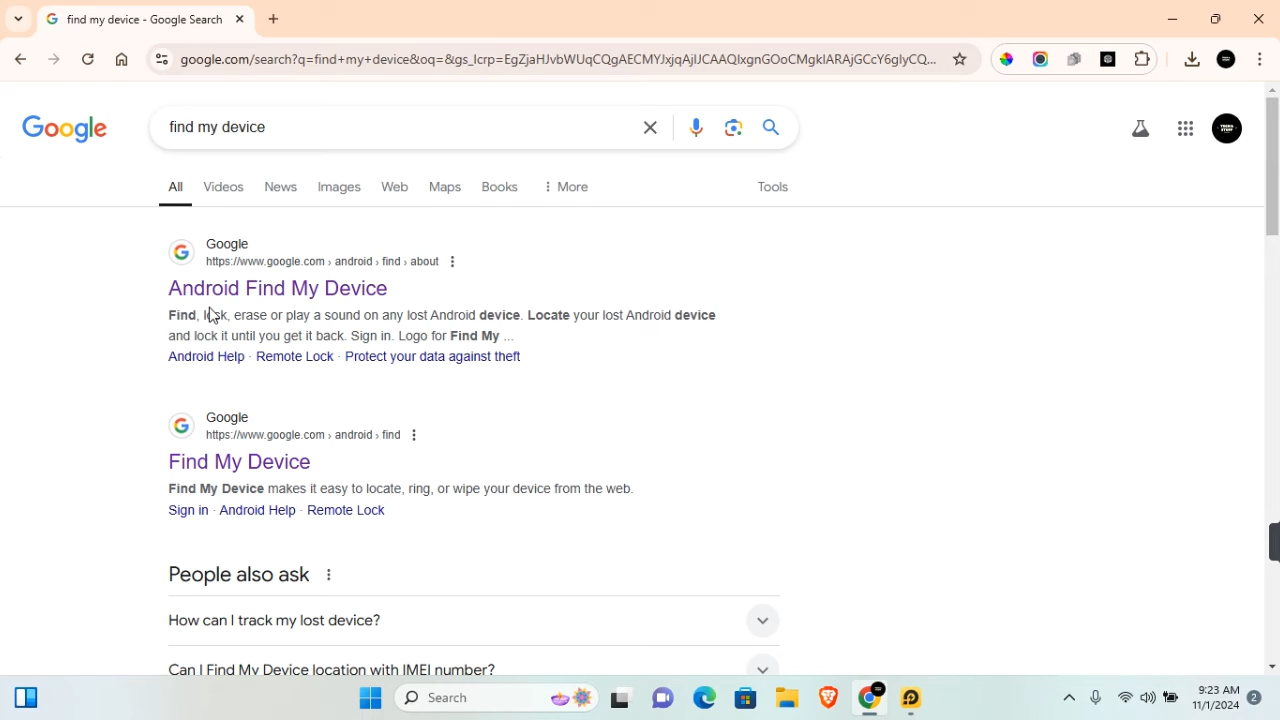 find my device - Google Search
google.com/search?q=find+my+device&oq=&gs_lcrp=EgZjaHJvbWUqCQgAECMYJxjqAjIJCAAQIxgnGOoCMgkIARAjGCcY6gIyCQ...
Google
find my device
All Videos News Images Web Maps Books More Tools
Google
https://www.google.com › android › find › about
Android Find My Device
Find, lock, erase or play a sound on any lost Android device. Locate your lost Android device
and lock it until you get it back. Sign in. Logo for Find My ...
Android Help · Remote Lock · Protect your data against theft
Google
https://www.google.com › android › find
Find My Device
Find My Device makes it easy to locate, ring, or wipe your device from the web.
Sign in · Android Help · Remote Lock
People also ask
How can I track my lost device?
Can I Find My Device location with IMEI number?
Search
9:23 AM
11/1/2024
2